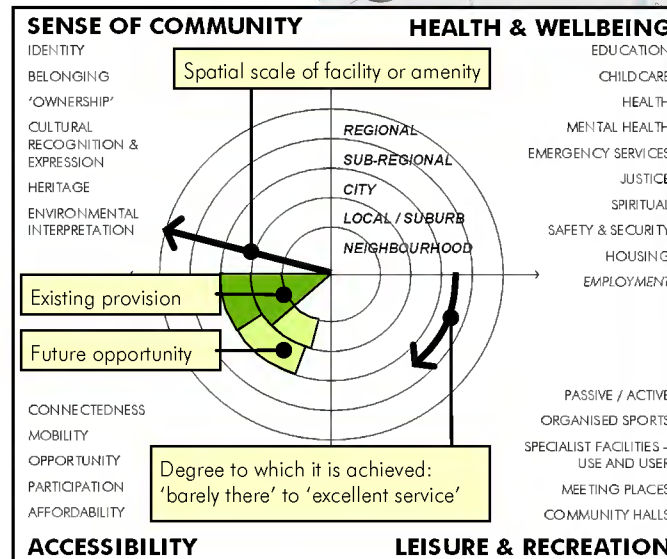 SENSE OF COMMUNITY
IDENTITY
BELONGING
'OWNERSHIP'
CULTURAL
RECOGNITION &
EXPRESSION
HERITAGE
ENVIRONMENTAL
INTERPRETATION
HEALTH & WELLBEING
EDUCATION
CHILDCARE
HEALTH
MENTAL HEALTH
EMERGENCY SERVICES
JUSTICE
SPIRITUAL
SAFETY & SECURITY
HOUSING
EMPLOYMENT
Spatial scale of facility or amenity
REGIONAL
SUB-REGIONAL
CITY
LOCAL / SUBURB
NEIGHBOURHOOD
Existing provision
Future opportunity
Degree to which it is achieved:
'barely there' to 'excellent service'
CONNECTEDNESS
MOBILITY
OPPORTUNITY
PARTICIPATION
AFFORDABILITY
ACCESSIBILITY
PASSIVE / ACTIVE
ORGANISED SPORTS
SPECIALIST FACILITIES -
USE AND USER
MEETING PLACES
COMMUNITY HALLS
LEISURE & RECREATION